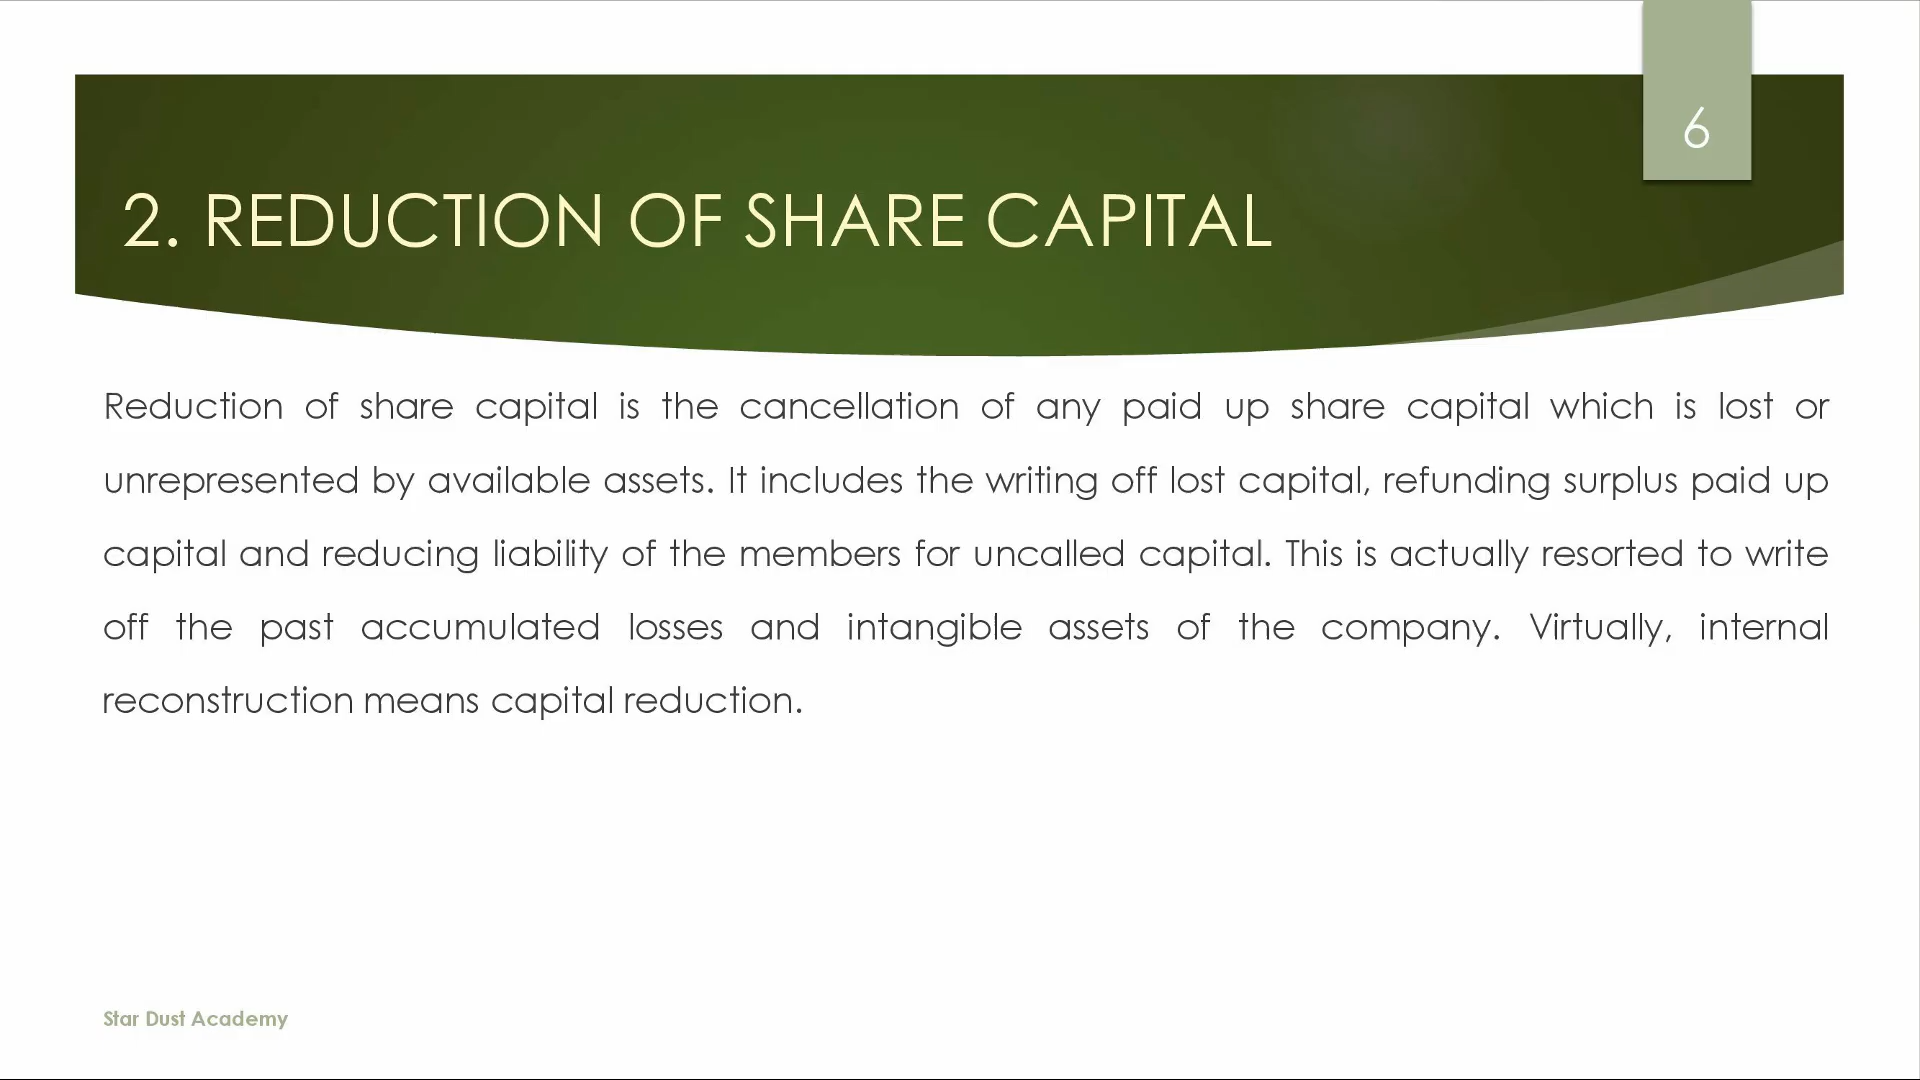 6
2. REDUCTION OF SHARE CAPITAL
Reduction of share capital is the cancellation of any paid up share capital which is lost or
unrepresented by available assets. It includes the writing off lost capital, refunding surplus paid up
capital and reducing liability of the members for uncalled capital. This is actually resorted to write
off the past accumulated losses and intangible assets of the company. Virtually, internal
reconstruction means capital reduction.
Star Dust Academy